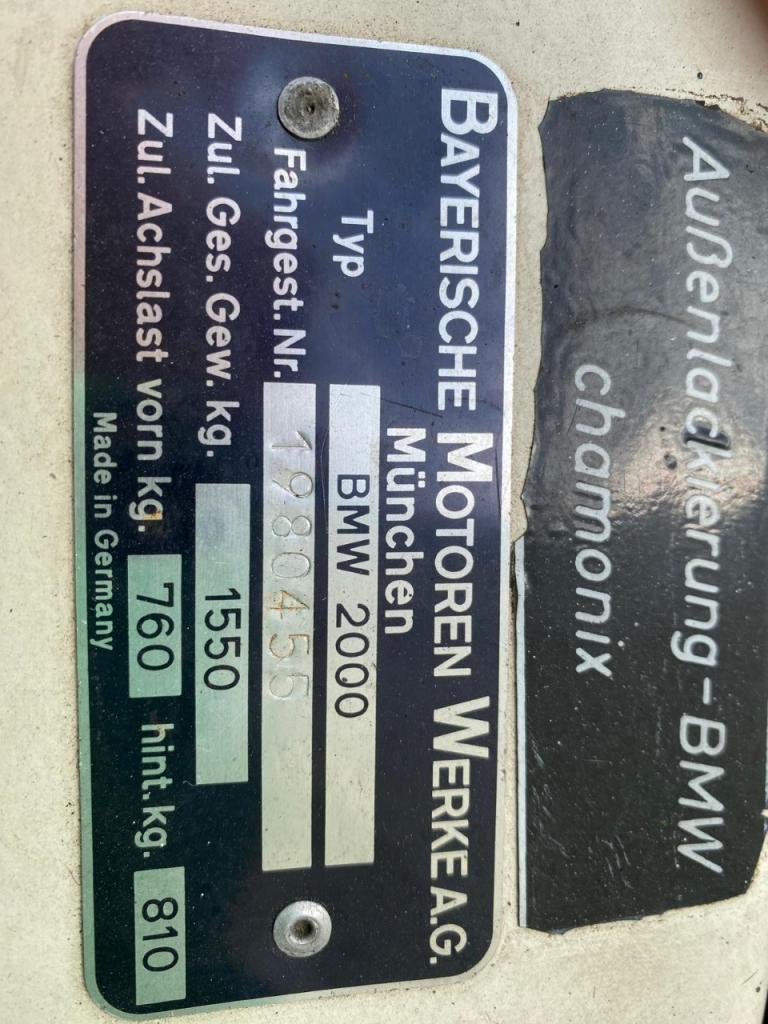 Außenlackierung-BMW
chamonix
BAYERISCHE MOTOREN WERKE A.G.
München
Typ BMW 2000
Fahrgest. Nr. 1980455
Zul. Ges. Gew. kg. 1550
Zul. Achslast vorn kg. 760 hint. kg. 810
Made in Germany